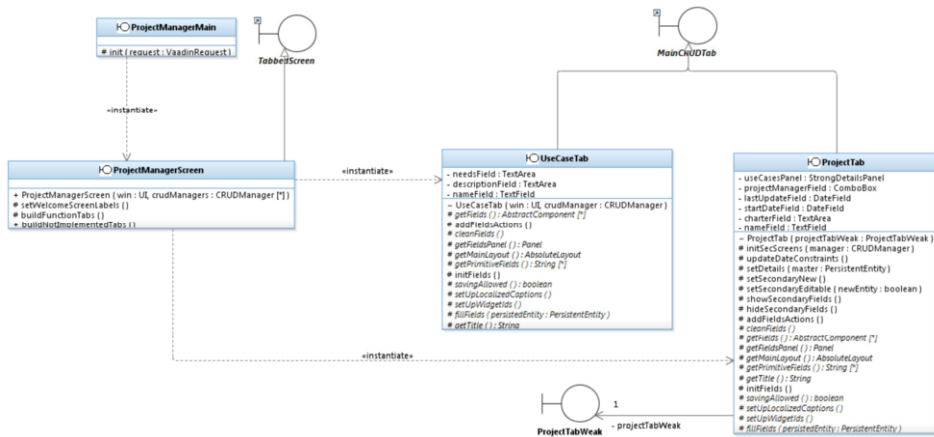 ProjectManagerMain
# init ( request : VaadinRequest )
TabbedScreen
MainCRUDTab
«instantiate»
ProjectManagerScreen
+ ProjectManagerScreen ( win : UI, crudManagers : CRUDManager [*] )
# setWelcomeScreenLabels ( )
# buildFunctionTabs ( )
+ buildNotImplementedTabs ( )
«instantiate»
UseCaseTab
- needsField : TextArea
- descriptionField : TextArea
- nameField : TextField
~ UseCaseTab ( win : UI, crudManager : CRUDManager )
# getFields ( ) : AbstractComponent [*]
# addFieldsActions ( )
# cleanFields ( )
# getFieldsPanel ( ) : Panel
# getMainLayout ( ) : AbsoluteLayout
# getPrimitiveFields ( ) : String [*]
# initFields ( )
# savingAllowed ( ) : boolean
# setUpLocalizedCaptions ( )
# setUpWidgetIds ( )
# fillFields ( persistedEntity : PersistentEntity )
# getTitle ( ) : String
ProjectTab
- useCasesPanel : StrongDetailsPanel
- projectManagerField : ComboBox
- lastUpdateField : DateField
- startDateField : DateField
- charterField : TextArea
- nameField : TextField
~ ProjectTab ( projectTabWeak : ProjectTabWeak )
# initSecScreens ( manager : CRUDManager )
# updateDateConstraints ( )
# setDetails ( master : PersistentEntity )
# setSecondaryNew ( )
# setSecondaryEditable ( newEntity : boolean )
# showSecondaryFields ( )
# hideSecondaryFields ( )
# addFieldsActions ( )
# cleanFields ( )
# getFields ( ) : AbstractComponent [*]
# getFieldsPanel ( ) : Panel
# getMainLayout ( ) : AbsoluteLayout
# getPrimitiveFields ( ) : String [*]
# getTitle ( ) : String
# initFields ( )
# savingAllowed ( ) : boolean
# setUpLocalizedCaptions ( )
# setUpWidgetIds ( )
# fillFields ( persistedEntity : PersistentEntity )
«instantiate»
1
- projectTabWeak
ProjectTabWeak